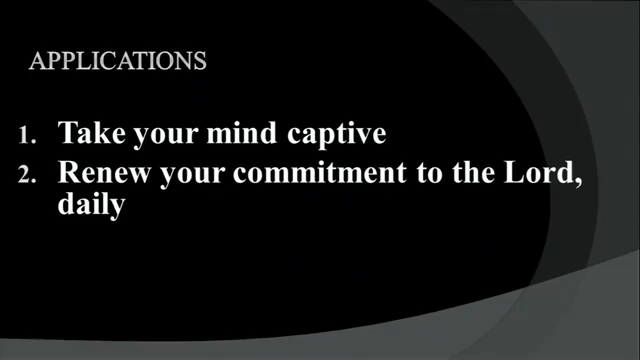 APPLICATIONS
1. Take your mind captive
2. Renew your commitment to the Lord,
daily